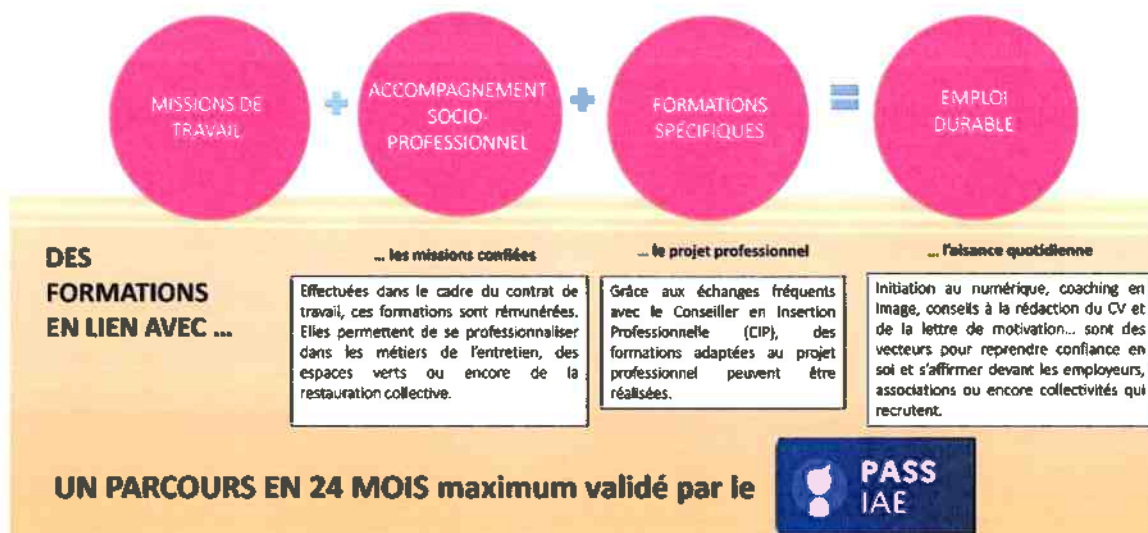 MISSIONS DE
TRAVAIL
+
ACCOMPAGNEMENT
SOCIO-
PROFESSIONNEL
+
FORMATIONS
SPÉCIFIQUES
=
EMPLOI
DURABLE
DES
FORMATIONS
EN LIEN AVEC ...
... les missions confiées
Effectuées dans le cadre du contrat de
travail, ces formations sont rémunérées.
Elles permettent de se professionnaliser
dans les métiers de l'entretien, des
espaces verts ou encore de la
restauration collective.
... le projet professionnel
Grâce aux échanges fréquents
avec le Conseiller en Insertion
Professionnelle (CIP), des
formations adaptées au projet
professionnel peuvent être
réalisées.
... l'aisance quotidienne
Initiation au numérique, coaching en
image, conseils à la rédaction du CV et
de la lettre de motivation... sont des
vecteurs pour reprendre confiance en
soi et s'affirmer devant les employeurs,
associations ou encore collectivités qui
recrutent.
UN PARCOURS EN 24 MOIS maximum validé par le
PASS
IAE